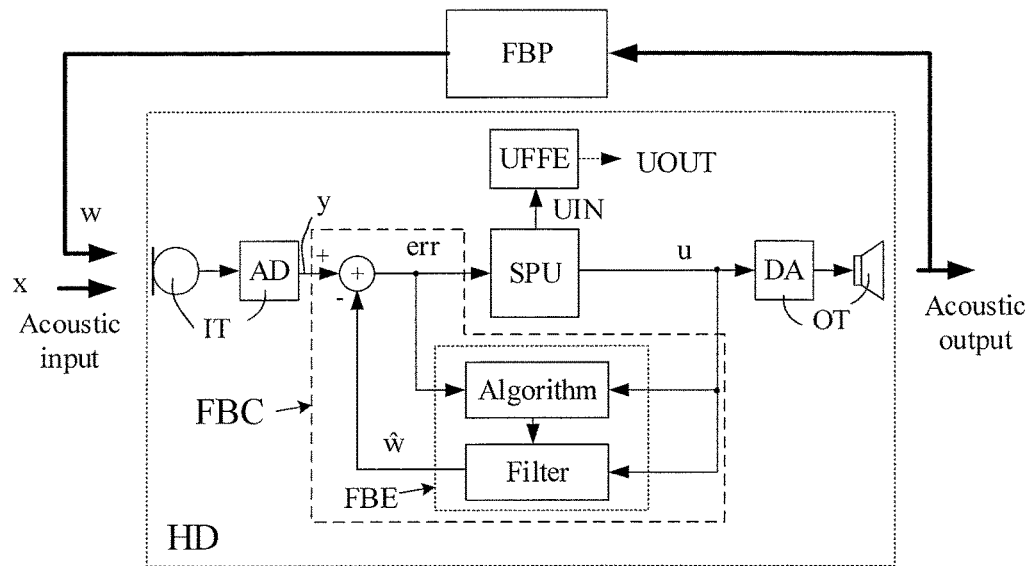 FBP
UFFE
UOUT
UIN
w
y
err
x
+
AD
+
SPU
u
DA
-
Acoustic
input
IT
OT
Acoustic
output
Algorithm
FBC
ŵ
Filter
FBE
HD